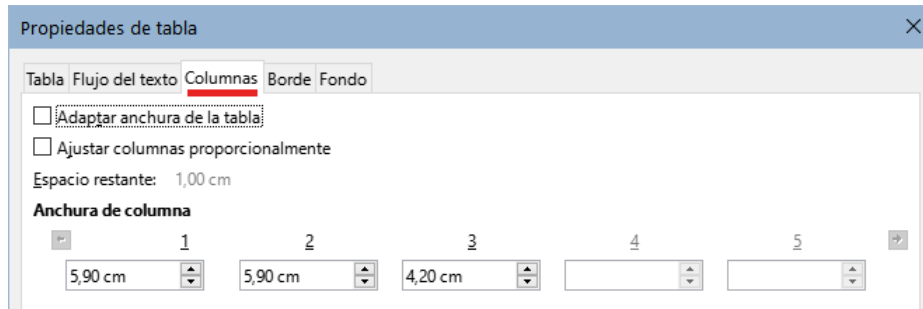 Propiedades de tabla
Tabla Flujo del texto Columnas Borde Fondo
Adaptar anchura de la tabla
Ajustar columnas proporcionalmente
Espacio restante: 1,00 cm
Anchura de columna
1 2 3 4 5
5,90 cm 5,90 cm 4,20 cm